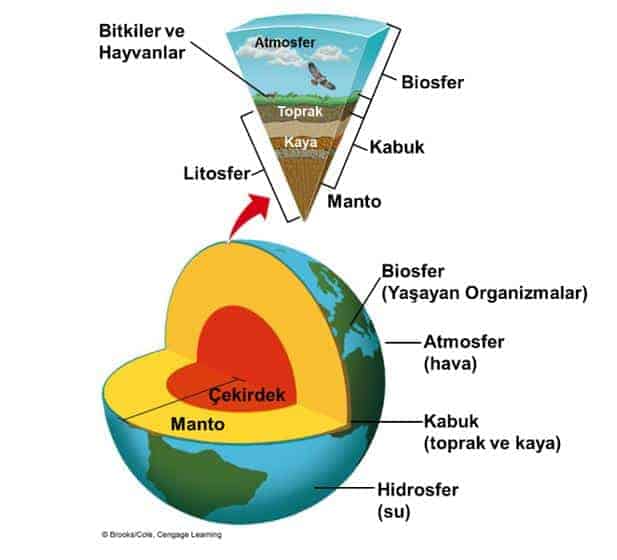 Bitkiler ve
Hayvanlar
Atmosfer
Biosfer
Toprak
Kaya
Kabuk
Litosfer
Manto
Biosfer
(Yaşayan Organizmalar)
Atmosfer
(hava)
Çekirdek
Manto
Kabuk
(toprak ve kaya)
Hidrosfer
(su)
© Brooks/Cole, Cengage Learning